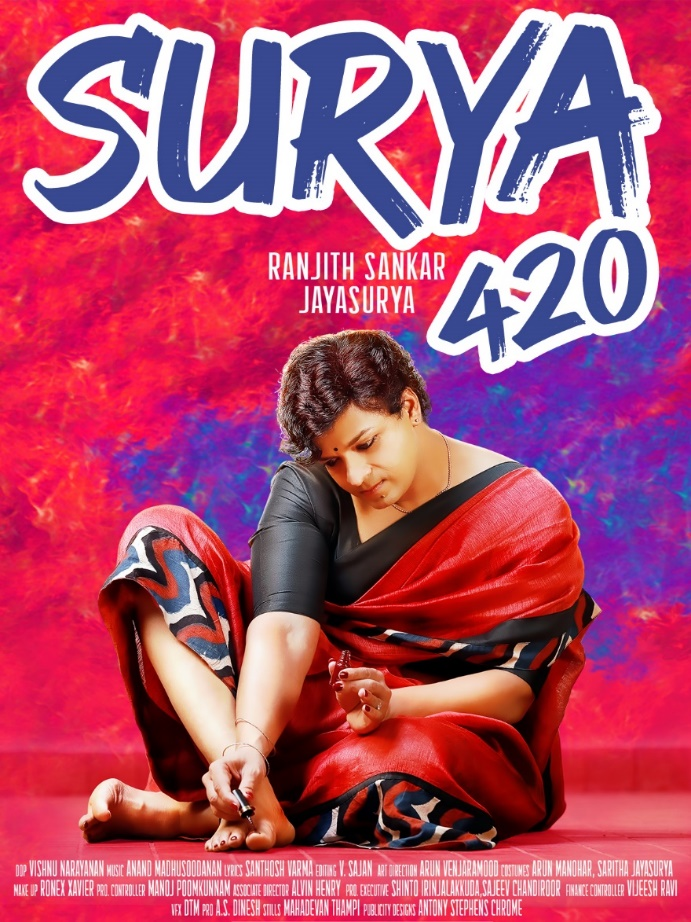 SURYA
420
RANJITH SANKAR
JAYASURYA
DOP VISHNU NARAYANAN MUSIC ANAND MADHUSOODANAN LYRICS SANTHOSH VARMA EDITING V. SAJAN ART DIRECTION ARUN VENJARAMOOD COSTUMES ARUN MANOHAR, SARITHA JAYASURYA
MAKE UP RONEX XAVIER PRO. CONTROLLER MANOJ POOMKUNNAM ASSOCIATE DIRECTOR ALVIN HENRY PRO. EXECUTIVE SHINTO IRINJALAKKUDA,SAJEEV CHANDIROOR FINANCE CONTROLLER VIJEESH RAVI
VFX DTM PRO A.S. DINESH STILLS MAHADEVAN THAMPI PUBLICITY DESIGNS ANTONY STEPHENS CHROME